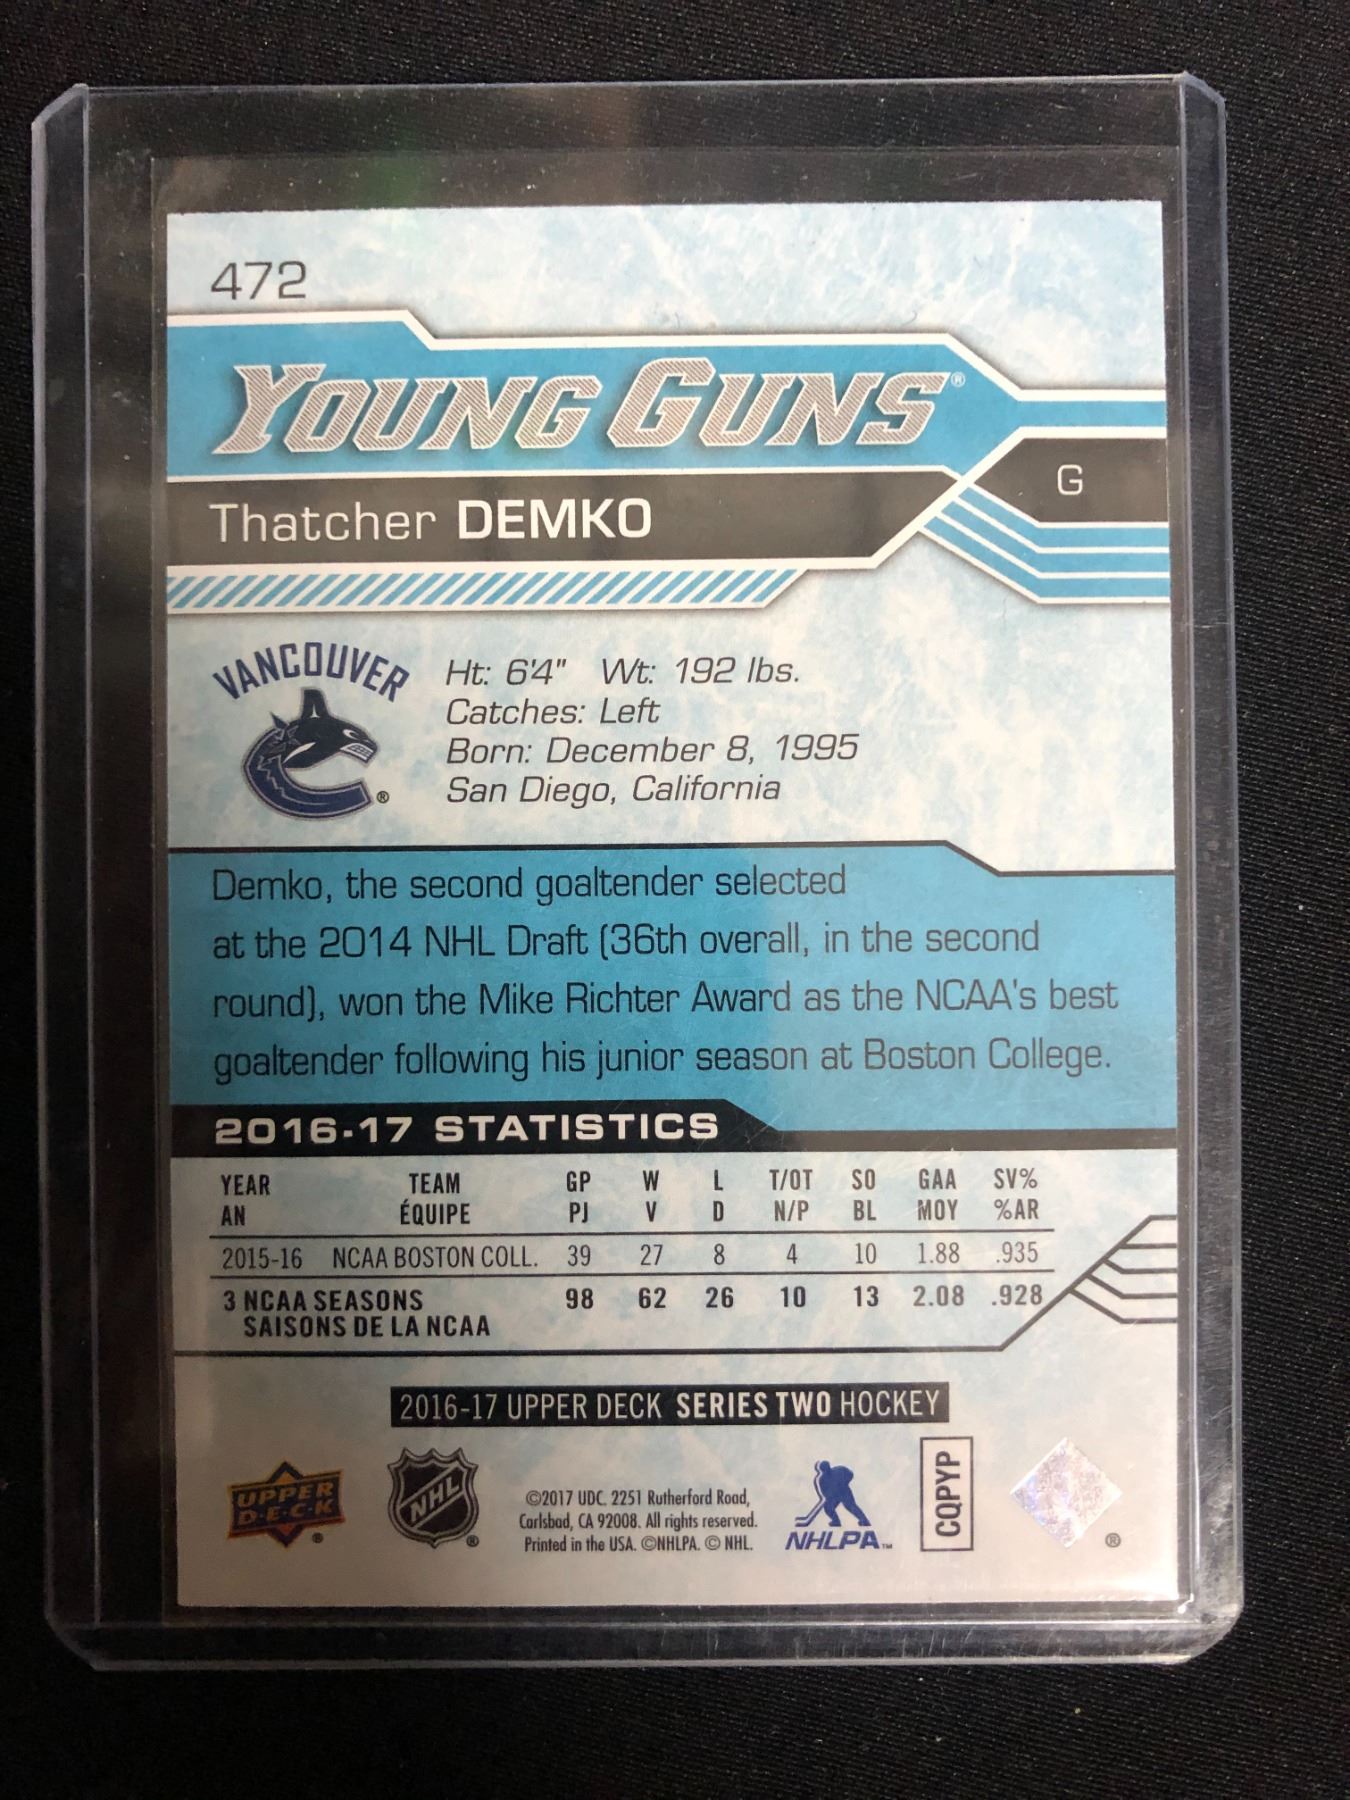 472
YOUNG GUNS®
G
Thatcher DEMKO
VANCOUVER
®
Ht: 6'4" Wt: 192 lbs.
Catches: Left
Born: December 8, 1995
San Diego, California
Demko, the second goaltender selected
at the 2014 NHL Draft (36th overall, in the second
round), won the Mike Richter Award as the NCAA's best
goaltender following his junior season at Boston College.
2016-17 STATISTICS
YEAR TEAM GP W L T/OT SO GAA SV%
AN ÉQUIPE PJ V D N/P BL MOY %AR
2015-16 NCAA BOSTON COLL. 39 27 8 4 10 1.88 .935
3 NCAA SEASONS 98 62 26 10 13 2.08 .928
SAISONS DE LA NCAA
2016-17 UPPER DECK SERIES TWO HOCKEY
UPPER
D·E·C·K
®
NHL
®
©2017 UDC. 2251 Rutherford Road,
Carlsbad, CA 92008. All rights reserved.
Printed in the USA. ©NHLPA. © NHL.
NHLPA™
CQPYP
®